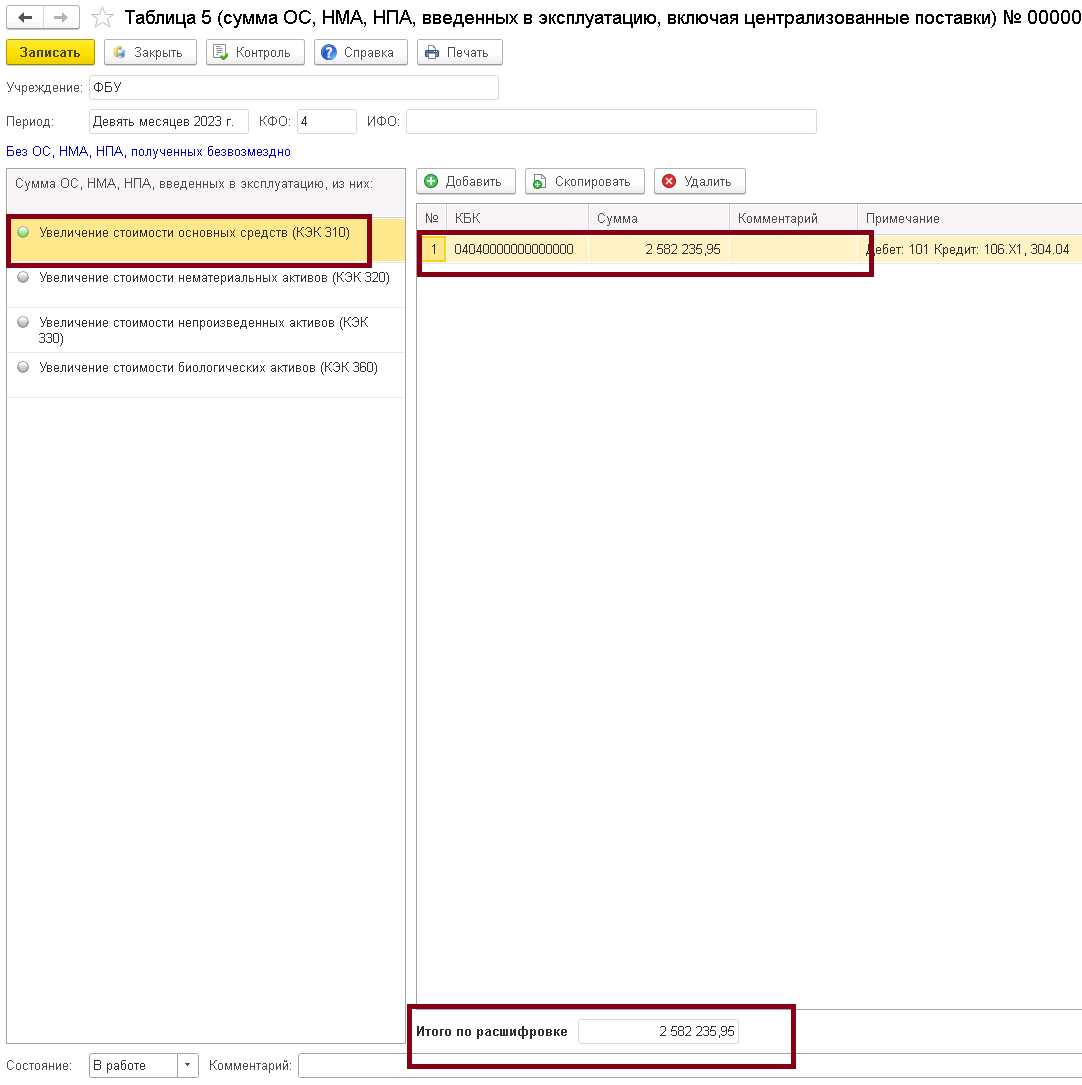 Таблица 5 (сумма ОС, НМА, НПА, введенных в эксплуатацию, включая централизованные поставки) № 00000
Записать Закрыть Контроль Справка Печать
Учреждение: ФБУ
Период: Девять месяцев 2023 г. КФО: 4 ИФО:
Без ОС, НМА, НПА, полученных безвозмездно
Сумма ОС, НМА, НПА, введенных в эксплуатацию, из них:
Увеличение стоимости основных средств (КЭК 310)
Увеличение стоимости нематериальных активов (КЭК 320)
Увеличение стоимости непроизведенных активов (КЭК
330)
Увеличение стоимости биологических активов (КЭК 360)
Добавить Скопировать Удалить
№ КБК Сумма Комментарий Примечание
1 04040000000000000 2 582 235,95 Дебет: 101 Кредит: 106.Х1, 304.04
Итого по расшифровке 2 582 235,95
Состояние: В работе Комментарий: